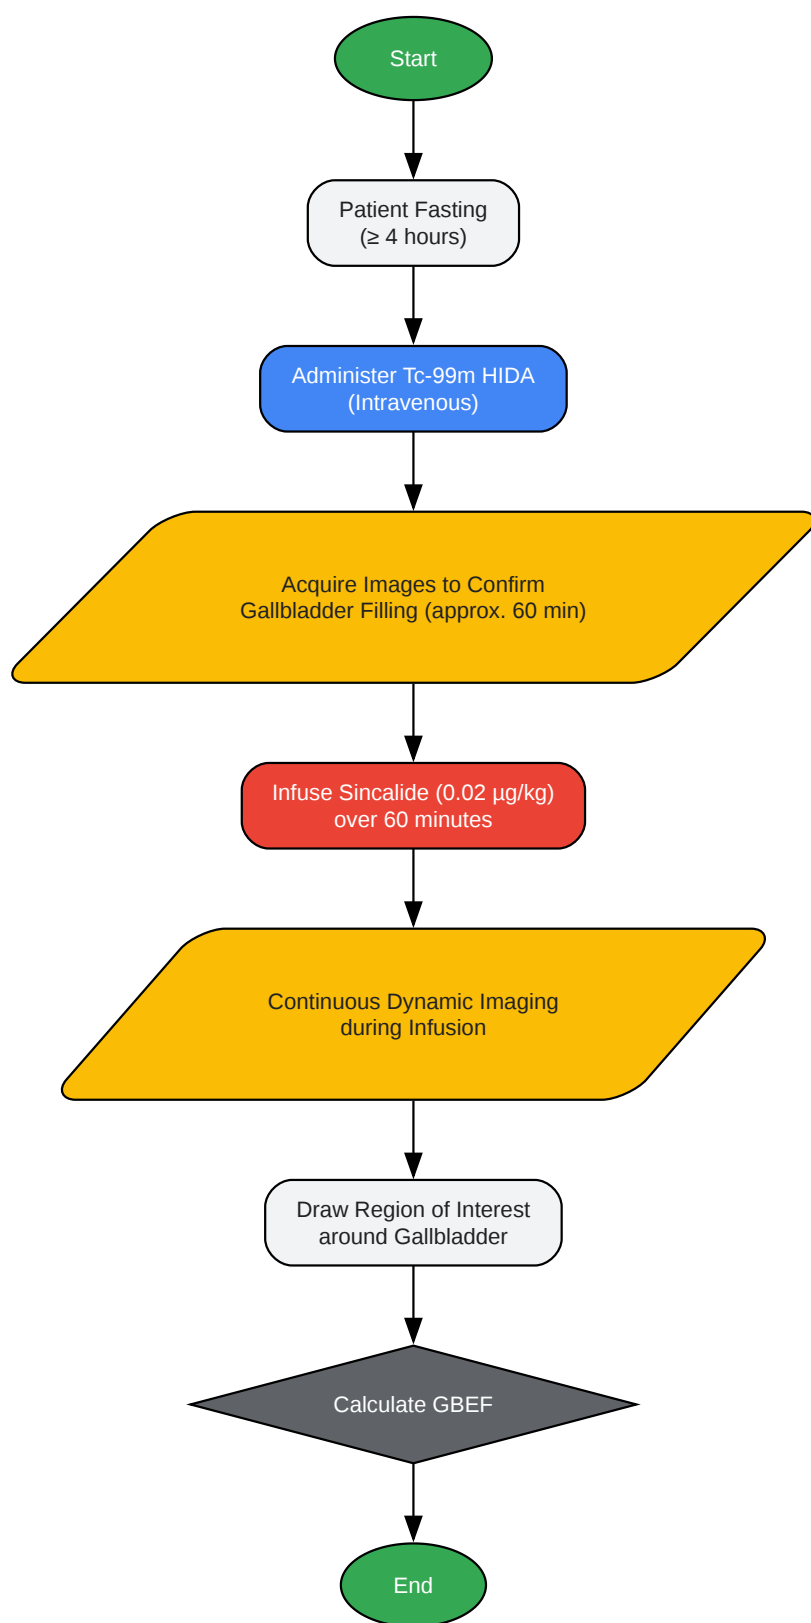 Start
Patient Fasting
(≥ 4 hours)
Administer Tc-99m HIDA
(Intravenous)
Acquire Images to Confirm
Gallbladder Filling (approx. 60 min)
Infuse Sincalide (0.02 µg/kg)
over 60 minutes
Continuous Dynamic Imaging
during Infusion
Draw Region of Interest
around Gallbladder
Calculate GBEF
End